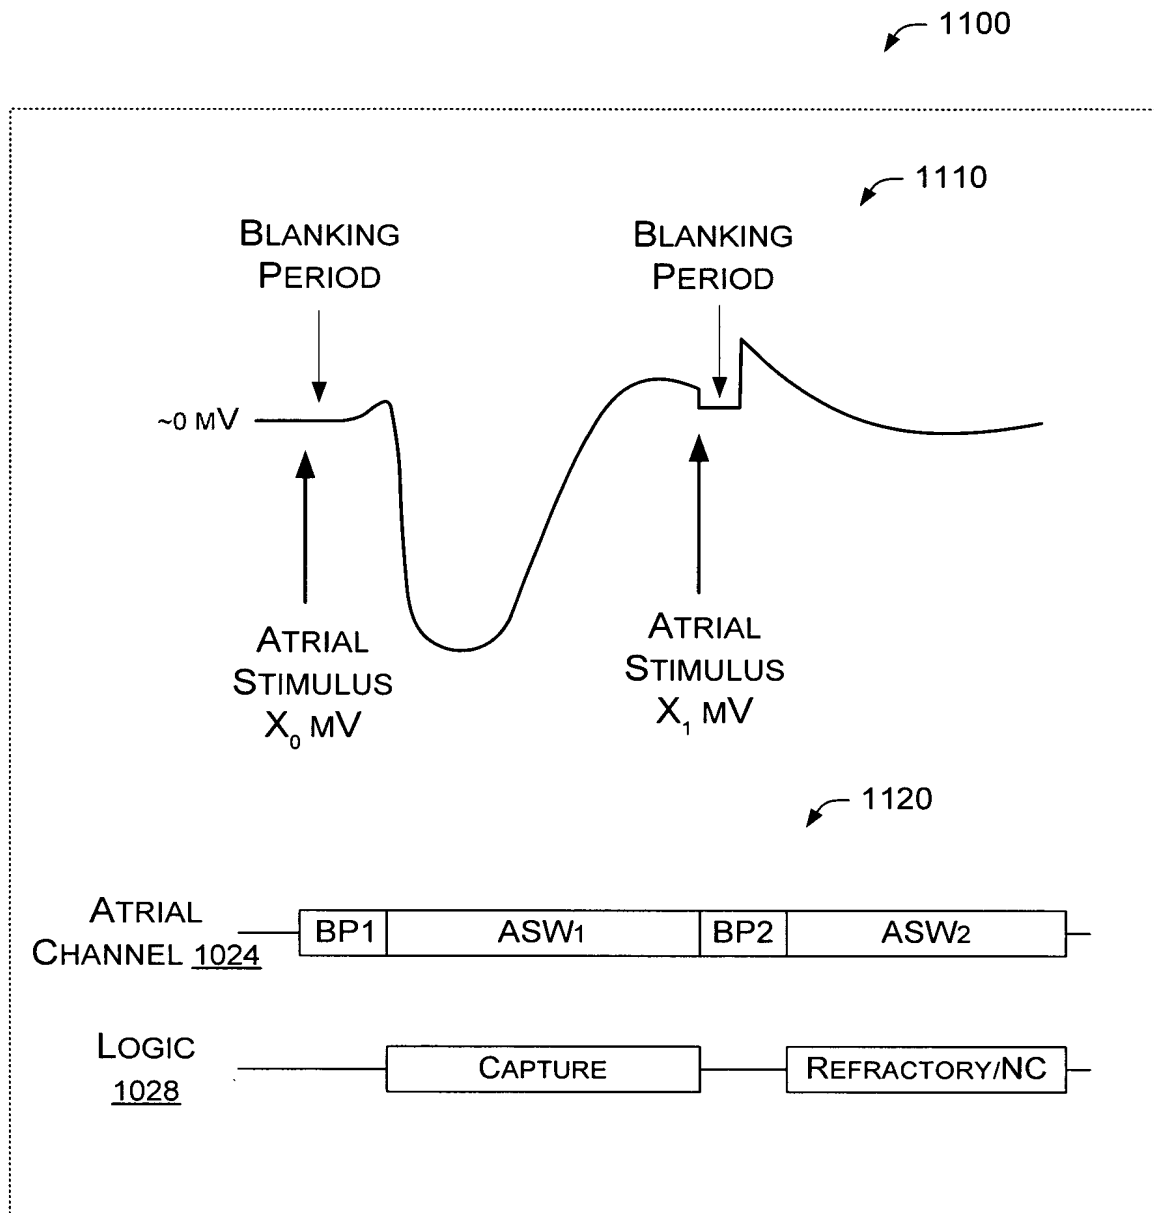 1100
1110
BLANKING
PERIOD
BLANKING
PERIOD
~0 MV
ATRIAL
STIMULUS
X₀ MV
ATRIAL
STIMULUS
X₁ MV
1120
ATRIAL
CHANNEL 1024
BP1 ASW1 BP2 ASW2
LOGIC
1028
CAPTURE REFRACTORY/NC